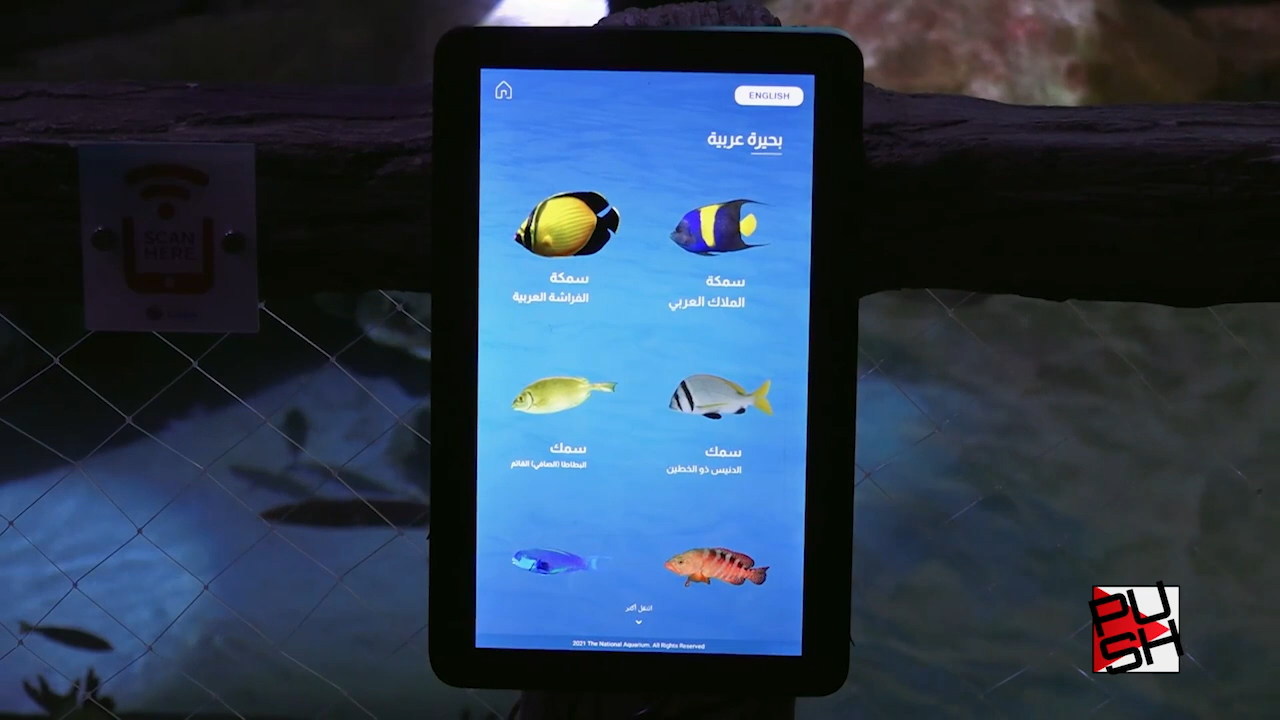 ENGLISH
بحيرة عربية
سمكة
الملاك العربي
سمكة
الفراشة العربية
سمك
الدنيس ذو الخطين
سمك
البطاطا (الصافي) القائم
انتقل أكثر
2021 The National Aquarium. All Rights Reserved
SCAN
HERE
PUSH